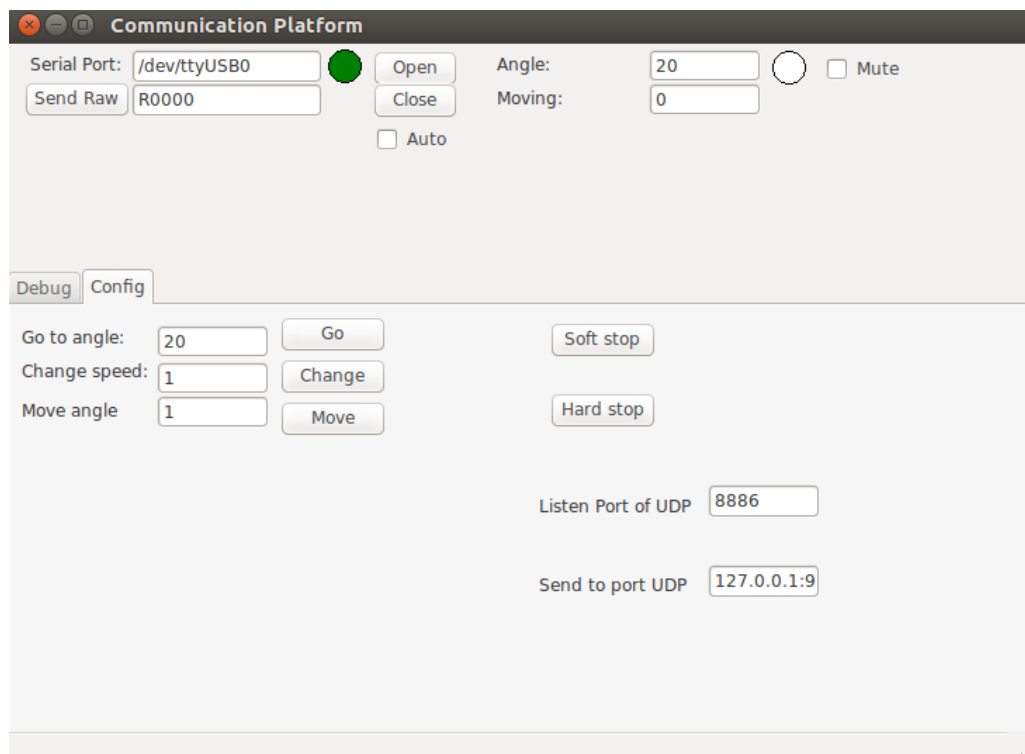 Communication Platform
Serial Port: /dev/ttyUSB0 Open Angle: 20 Mute
Send Raw R0000 Close Moving: 0
Auto
Debug Config
Go to angle: 20 Go Soft stop
Change speed: 1 Change
Move angle 1 Move Hard stop
Listen Port of UDP 8886
Send to port UDP 127.0.0.1:9